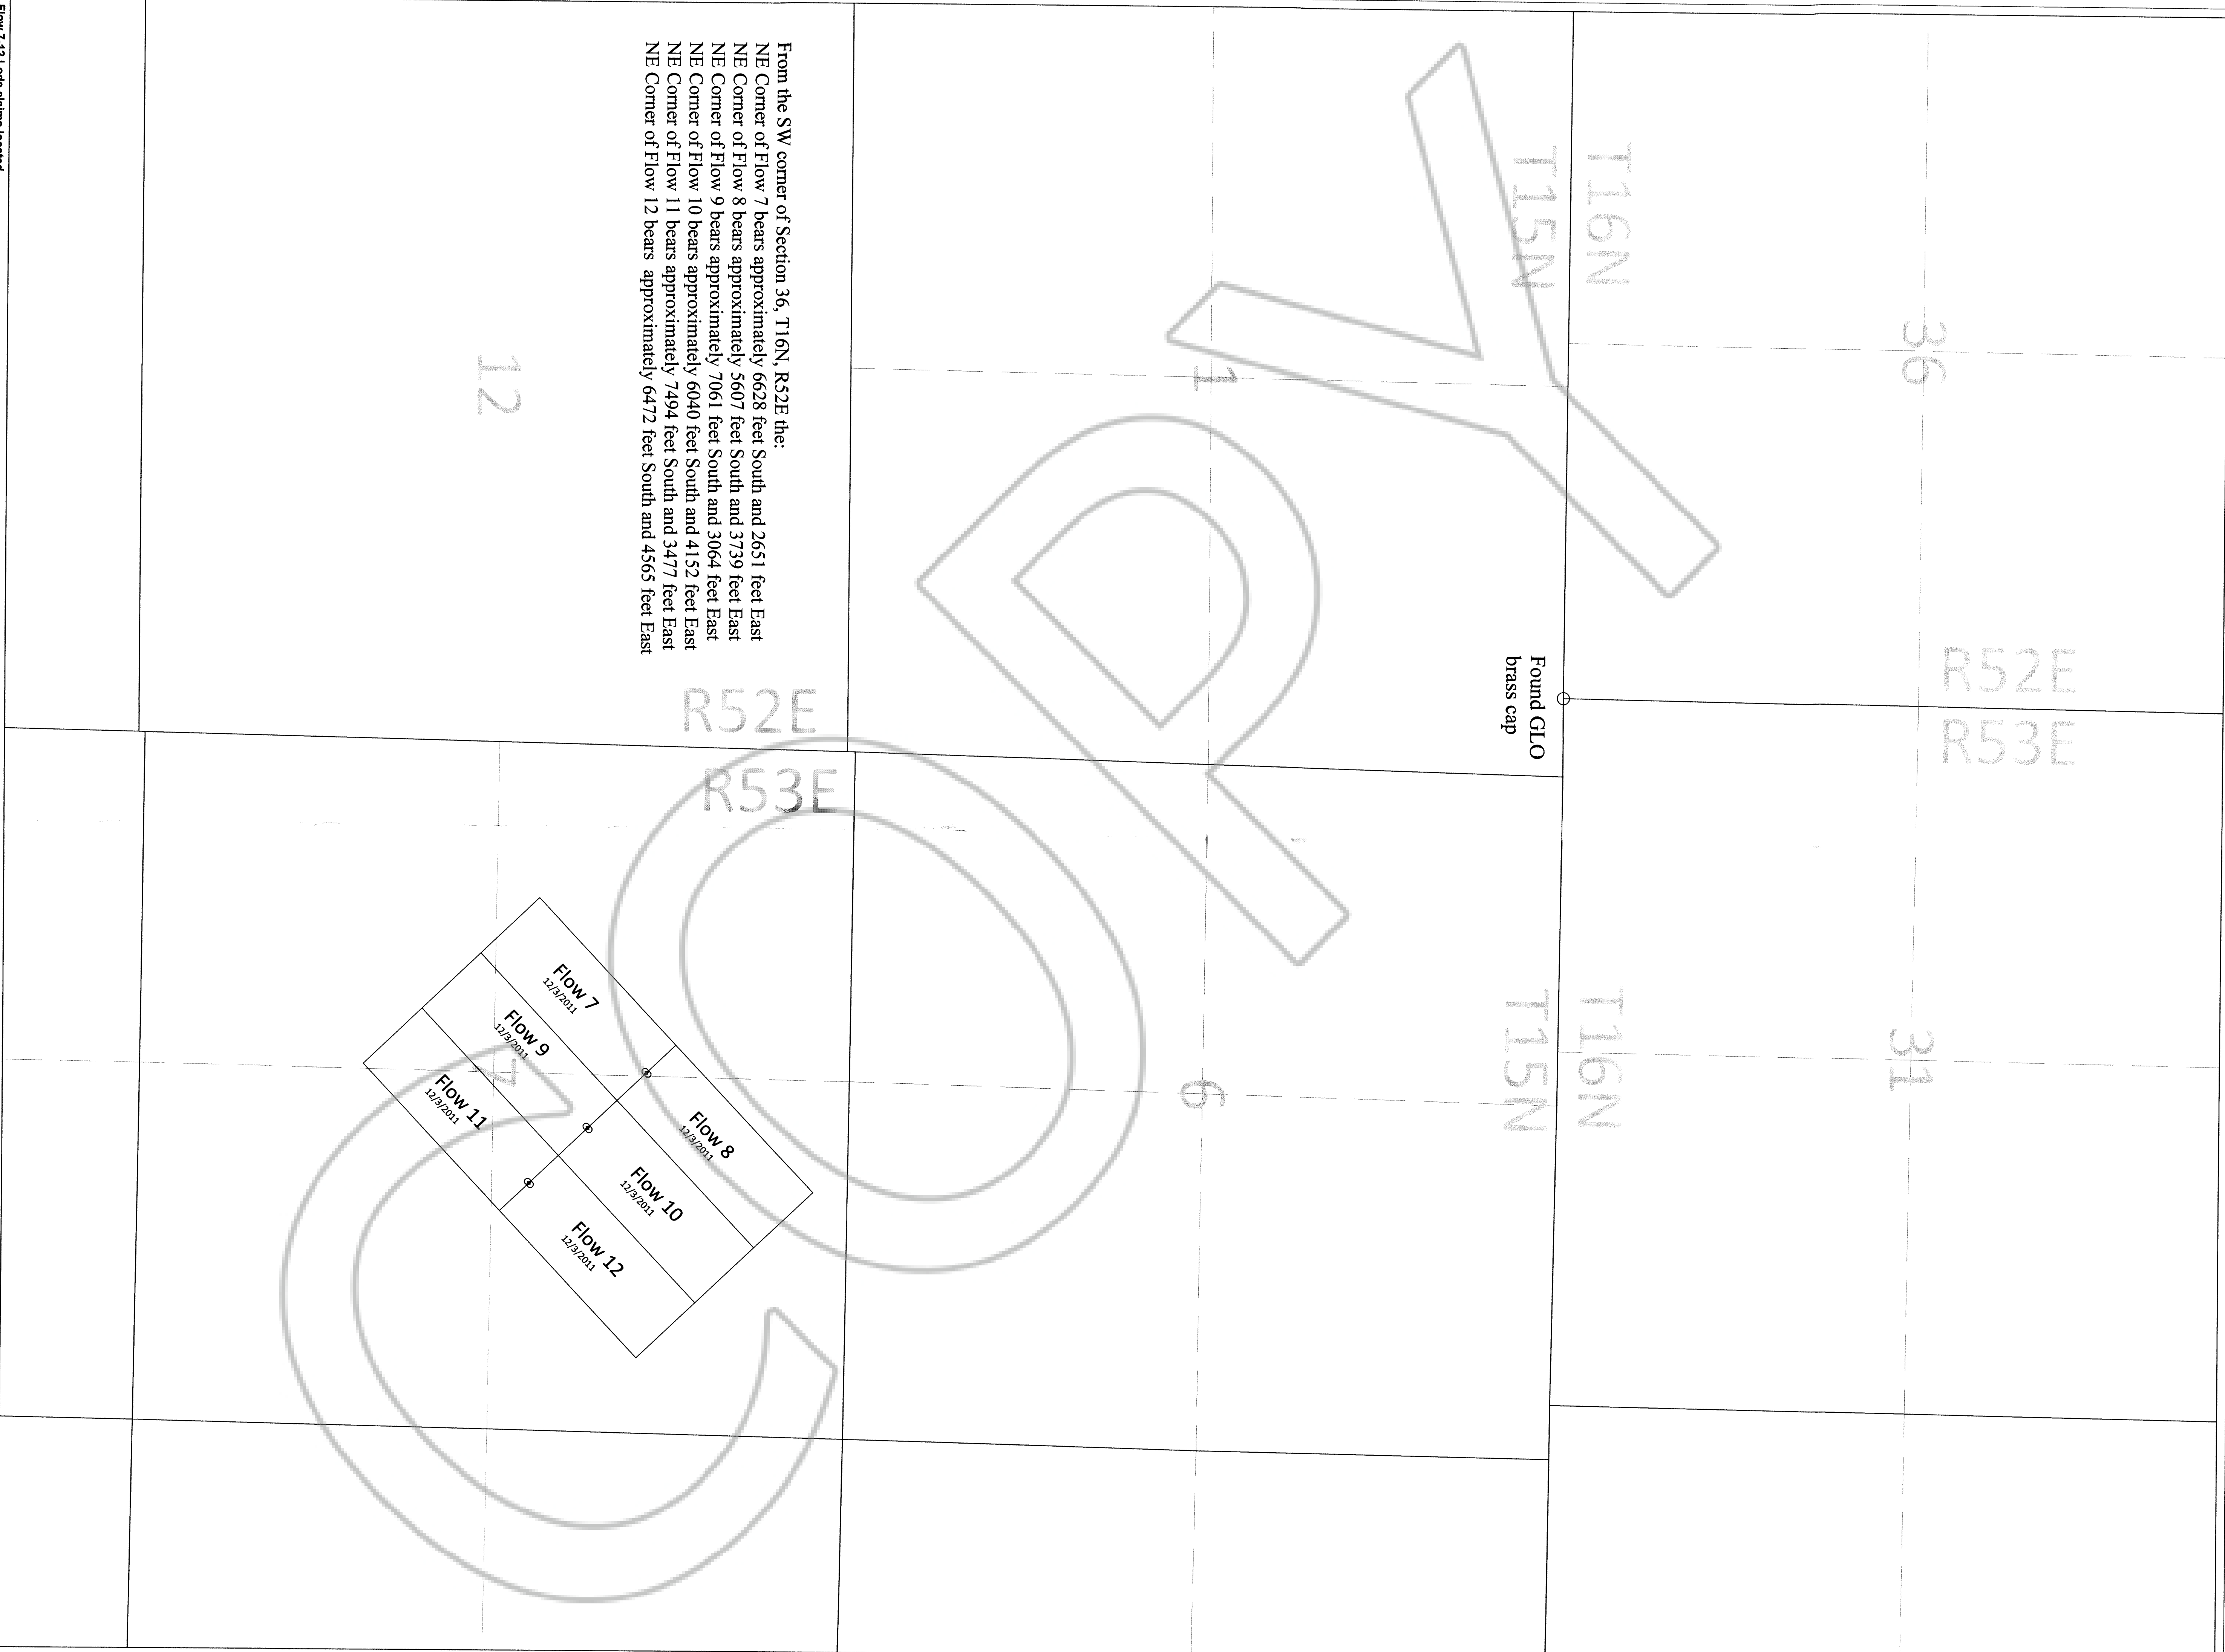 36
R52E
R53E
31
T16N
T15N
T16N
T15N
Found GLO
brass cap
1
6
From the SW corner of Section 36, T16N, R52E the:
NE Corner of Flow 7 bears approximately 6628 feet South and 2651 feet East
NE Corner of Flow 8 bears approximately 5607 feet South and 3739 feet East
NE Corner of Flow 9 bears approximately 7061 feet South and 3064 feet East
NE Corner of Flow 10 bears approximately 6040 feet South and 4152 feet East
NE Corner of Flow 11 bears approximately 7494 feet South and 3477 feet East
NE Corner of Flow 12 bears approximately 6472 feet South and 4565 feet East
R52E
R53E
12
7
Flow 7
12/3/2011
Flow 8
12/3/2011
Flow 9
12/3/2011
Flow 10
12/3/2011
Flow 11
12/3/2011
Flow 12
12/3/2011
COPY
Flow 7-12 Lode claims located